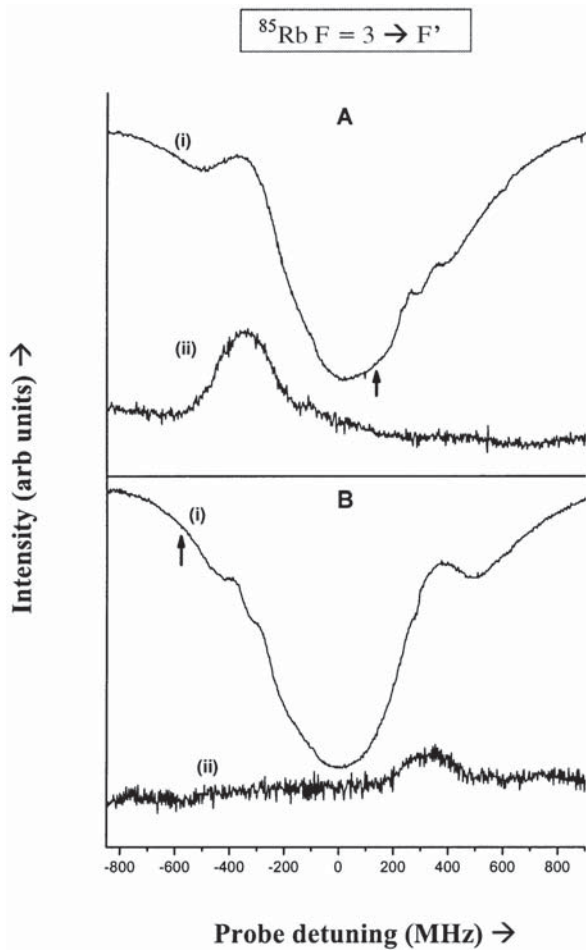 ⁸⁵Rb F = 3 → F’
A
(i)
(ii)
B
(i)
(ii)
Intensity (arb units) →
-800 -600 -400 -200 0 200 400 600 800
Probe detuning (MHz) →